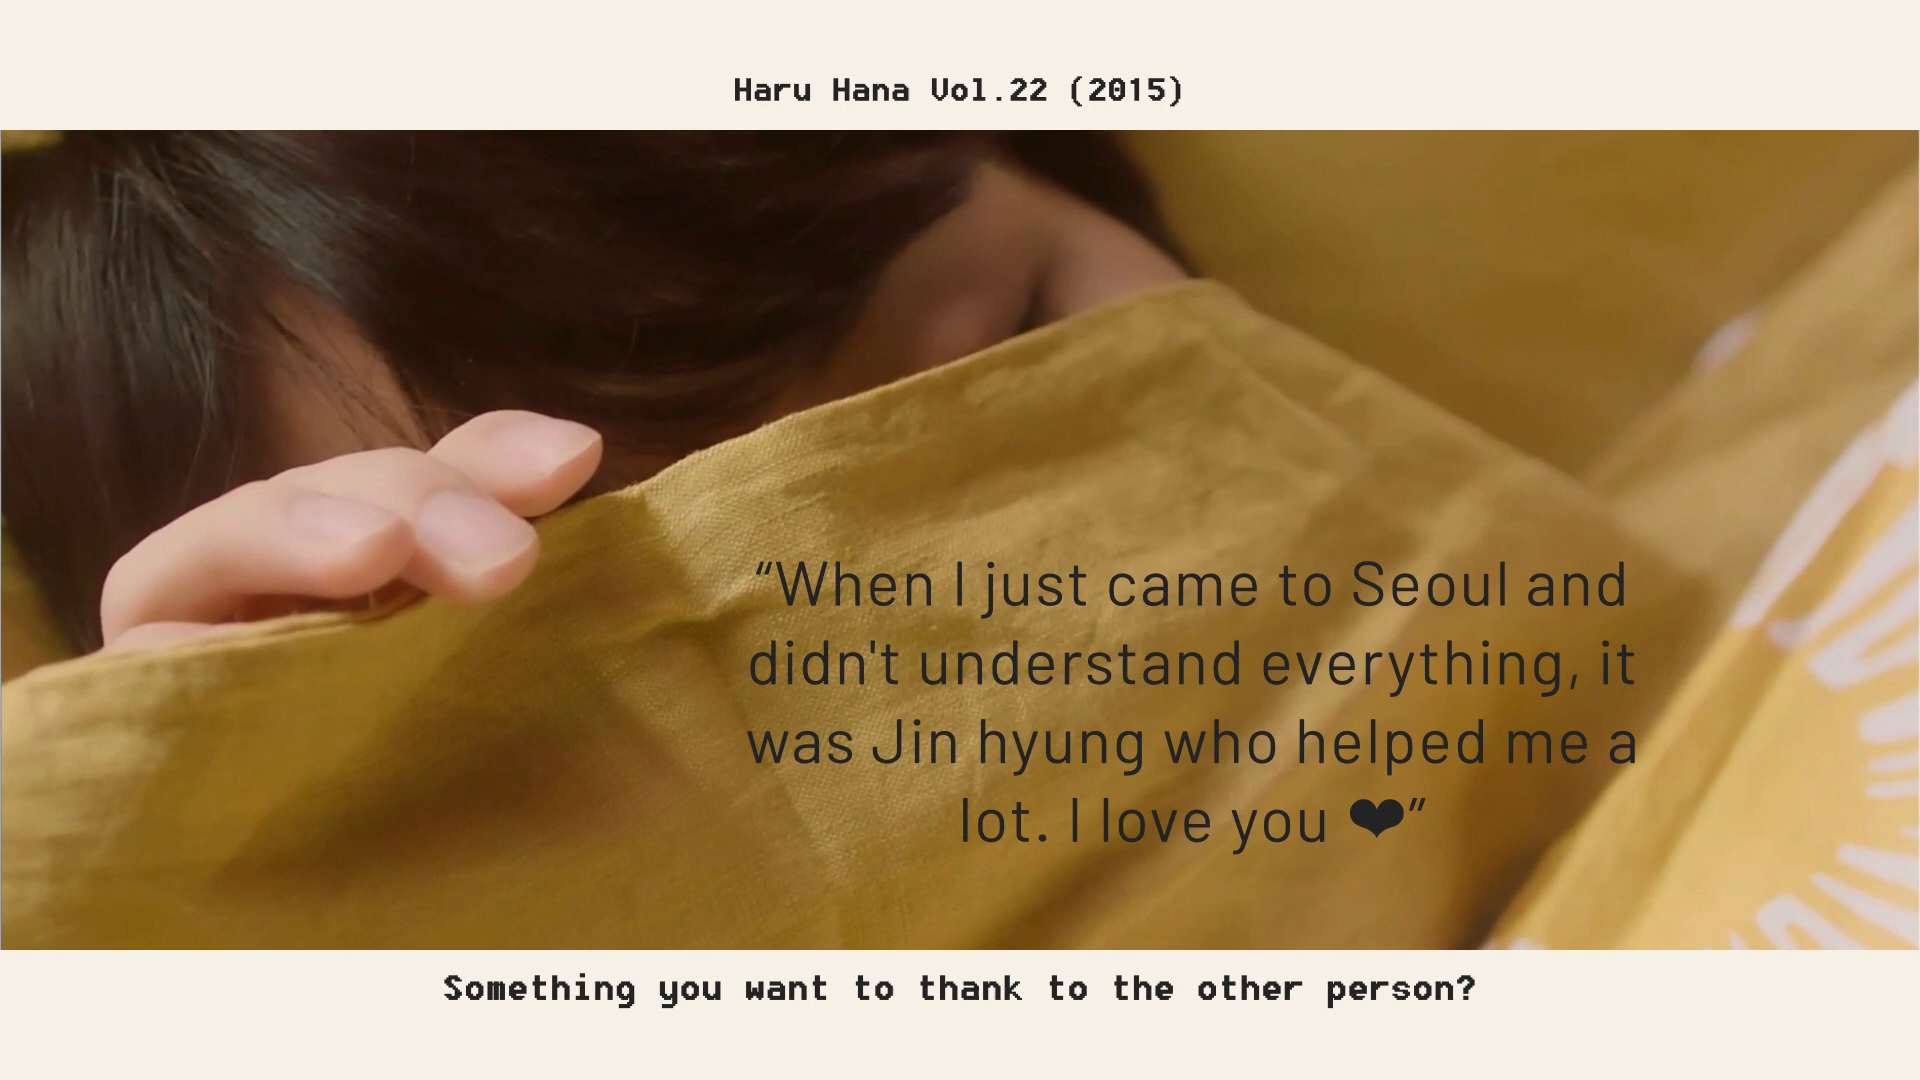 Haru Hana Vol.22 (2015)
“When I just came to Seoul and
didn't understand everything, it
was Jin hyung who helped me a
lot. I love you ❤”
Something you want to thank to the other person?